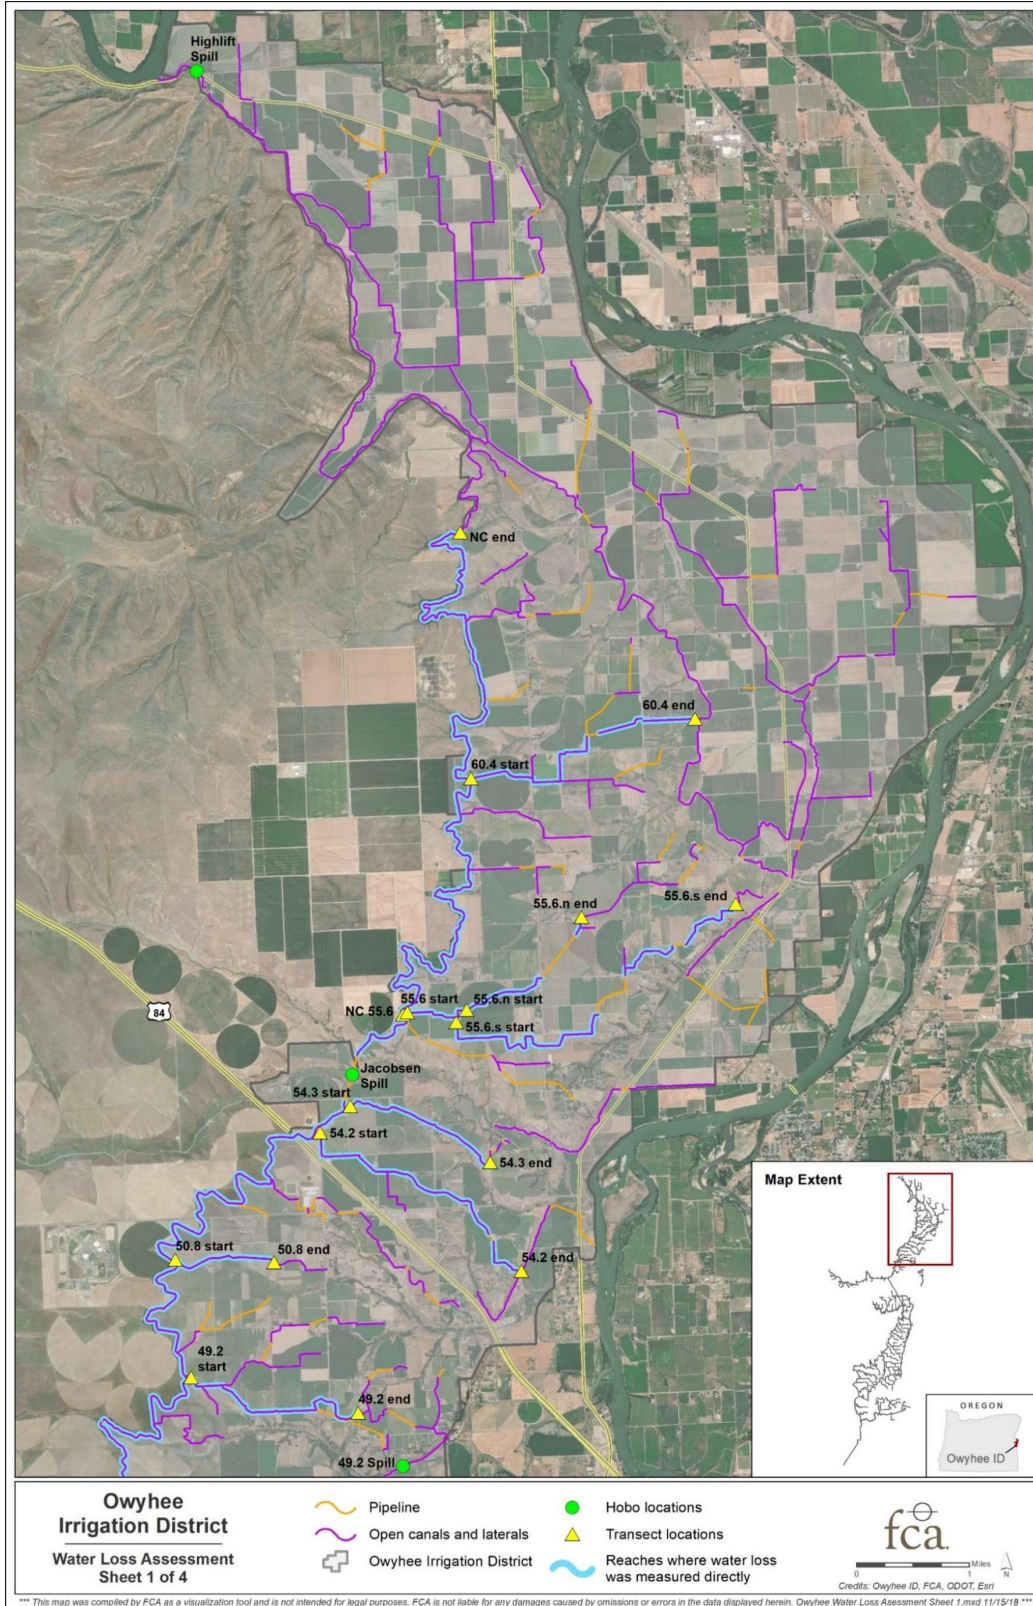 Highlift
Spill
NC end
60.4 end
60.4 start
55.6.n end
55.6.s end
NC 55.6
55.6 start
55.6.n start
55.6.s start
84
Jacobsen
Spill
54.3 start
54.2 start
54.3 end
50.8 start
50.8 end
54.2 end
49.2
start
49.2 end
49.2 Spill
Map Extent
OREGON
Owyhee ID
Owyhee
Irrigation District
Water Loss Assessment
Sheet 1 of 4
Pipeline
Open canals and laterals
Owyhee Irrigation District
Hobo locations
Transect locations
Reaches where water loss
was measured directly
fca.
0 1 Miles
N
Credits: Owyhee ID, FCA, ODOT, Esri
*** This map was compiled by FCA as a visualization tool and is not intended for legal purposes. FCA is not liable for any damages caused by omissions or errors in the data displayed herein. Owyhee Water Loss Asessment Sheet 1.mxd 11/15/18 ***